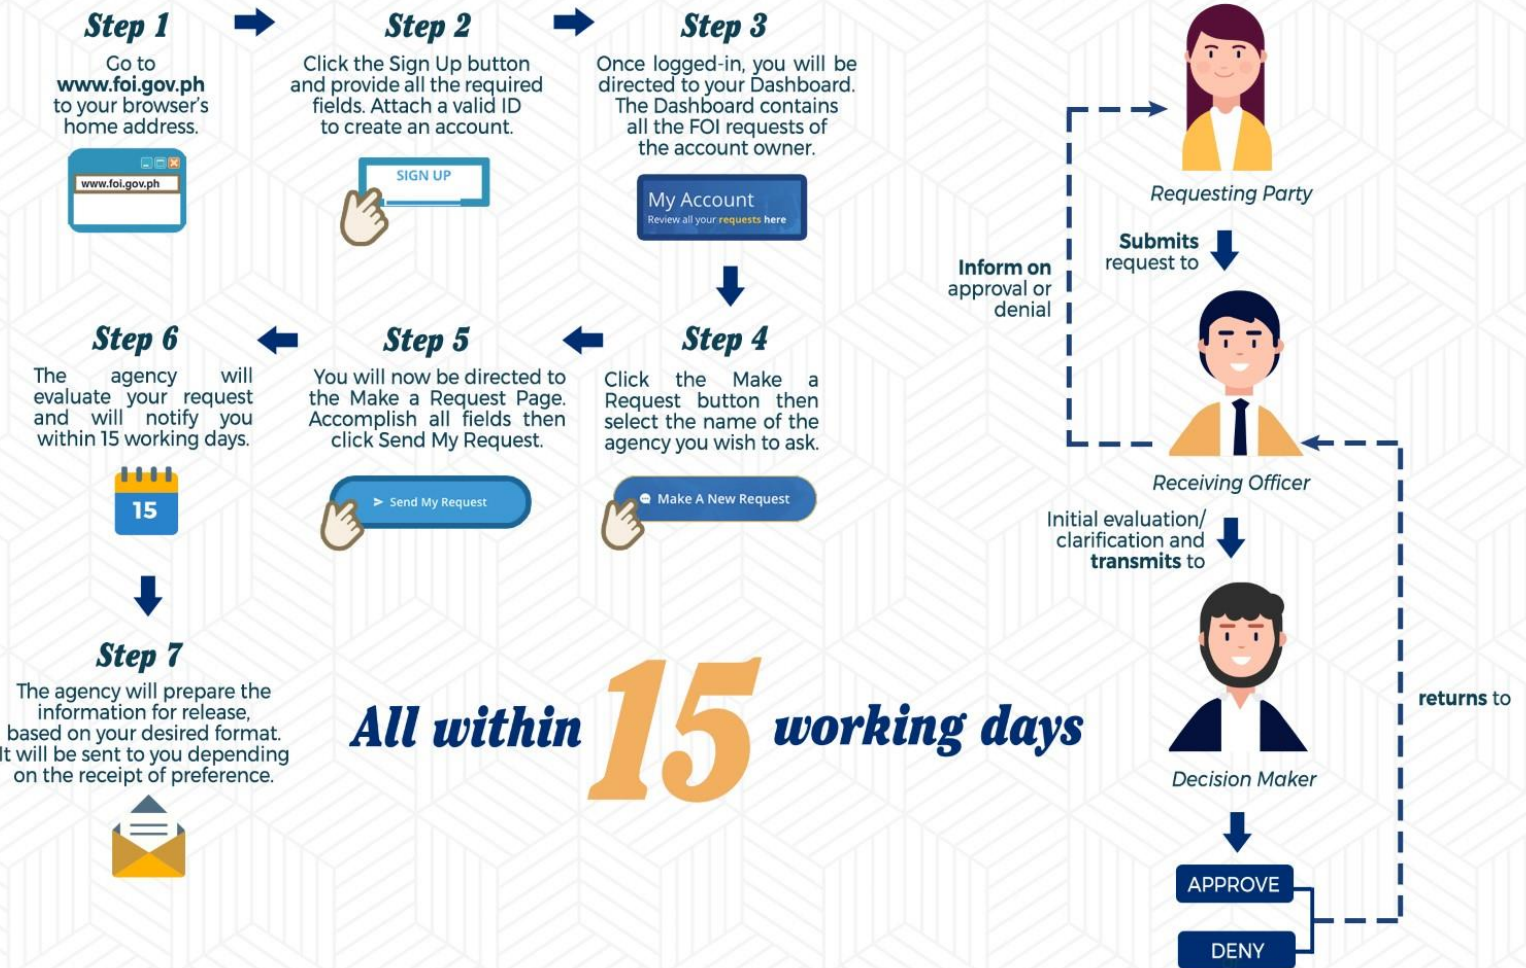 Step 1
Go to
www.foi.gov.ph
to your browser's
home address.
www.foi.gov.ph
Step 2
Click the Sign Up button
and provide all the required
fields. Attach a valid ID
to create an account.
SIGN UP
Step 3
Once logged-in, you will be
directed to your Dashboard.
The Dashboard contains
all the FOI requests of
the account owner.
My Account
Review all your requests here
Step 4
Click the Make a
Request button then
select the name of the
agency you wish to ask.
Make A New Request
Step 5
You will now be directed to
the Make a Request Page.
Accomplish all fields then
click Send My Request.
Send My Request
Step 6
The agency will
evaluate your request
and will notify you
within 15 working days.
15
Step 7
The agency will prepare the
information for release,
based on your desired format.
It will be sent to you depending
on the receipt of preference.
All within 15 working days
Requesting Party
Submits
request to
Inform on
approval or
denial
Receiving Officer
Initial evaluation/
clarification and
transmits to
Decision Maker
returns to
APPROVE
DENY